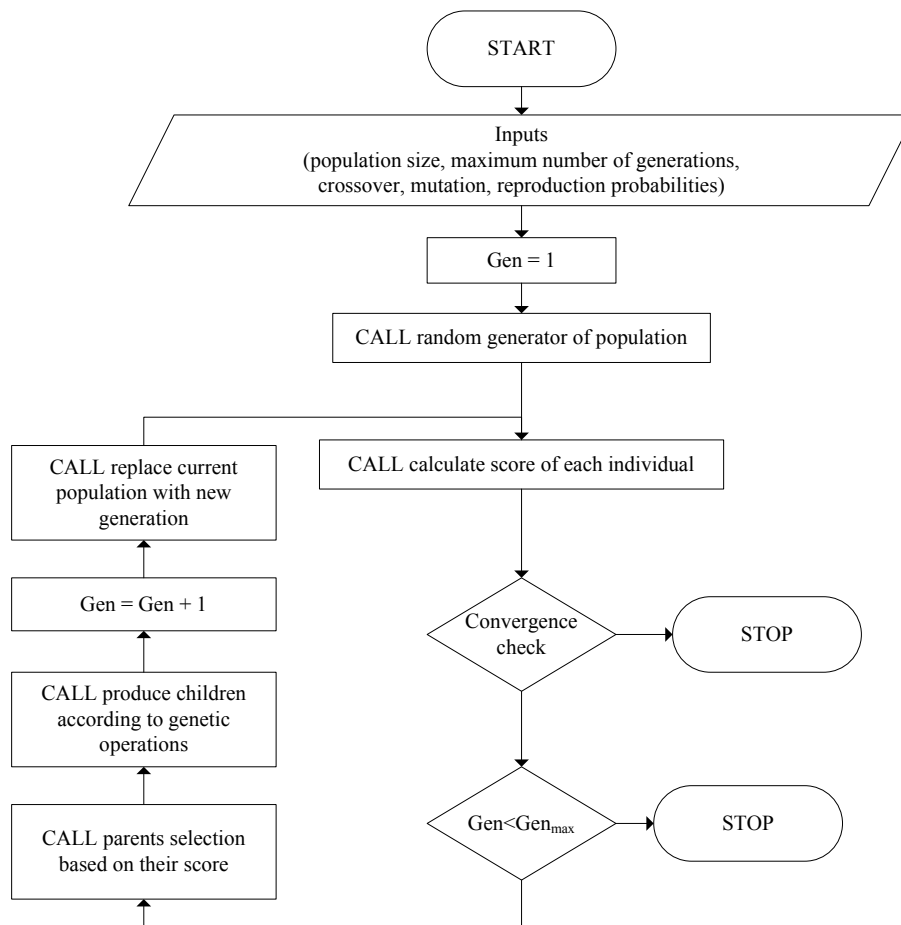 START
Inputs
(population size, maximum number of generations,
crossover, mutation, reproduction probabilities)
Gen = 1
CALL random generator of population
CALL calculate score of each individual
Convergence
check
STOP
Gen<Genmax
STOP
CALL parents selection
based on their score
CALL produce children
according to genetic
operations
Gen = Gen + 1
CALL replace current
population with new
generation